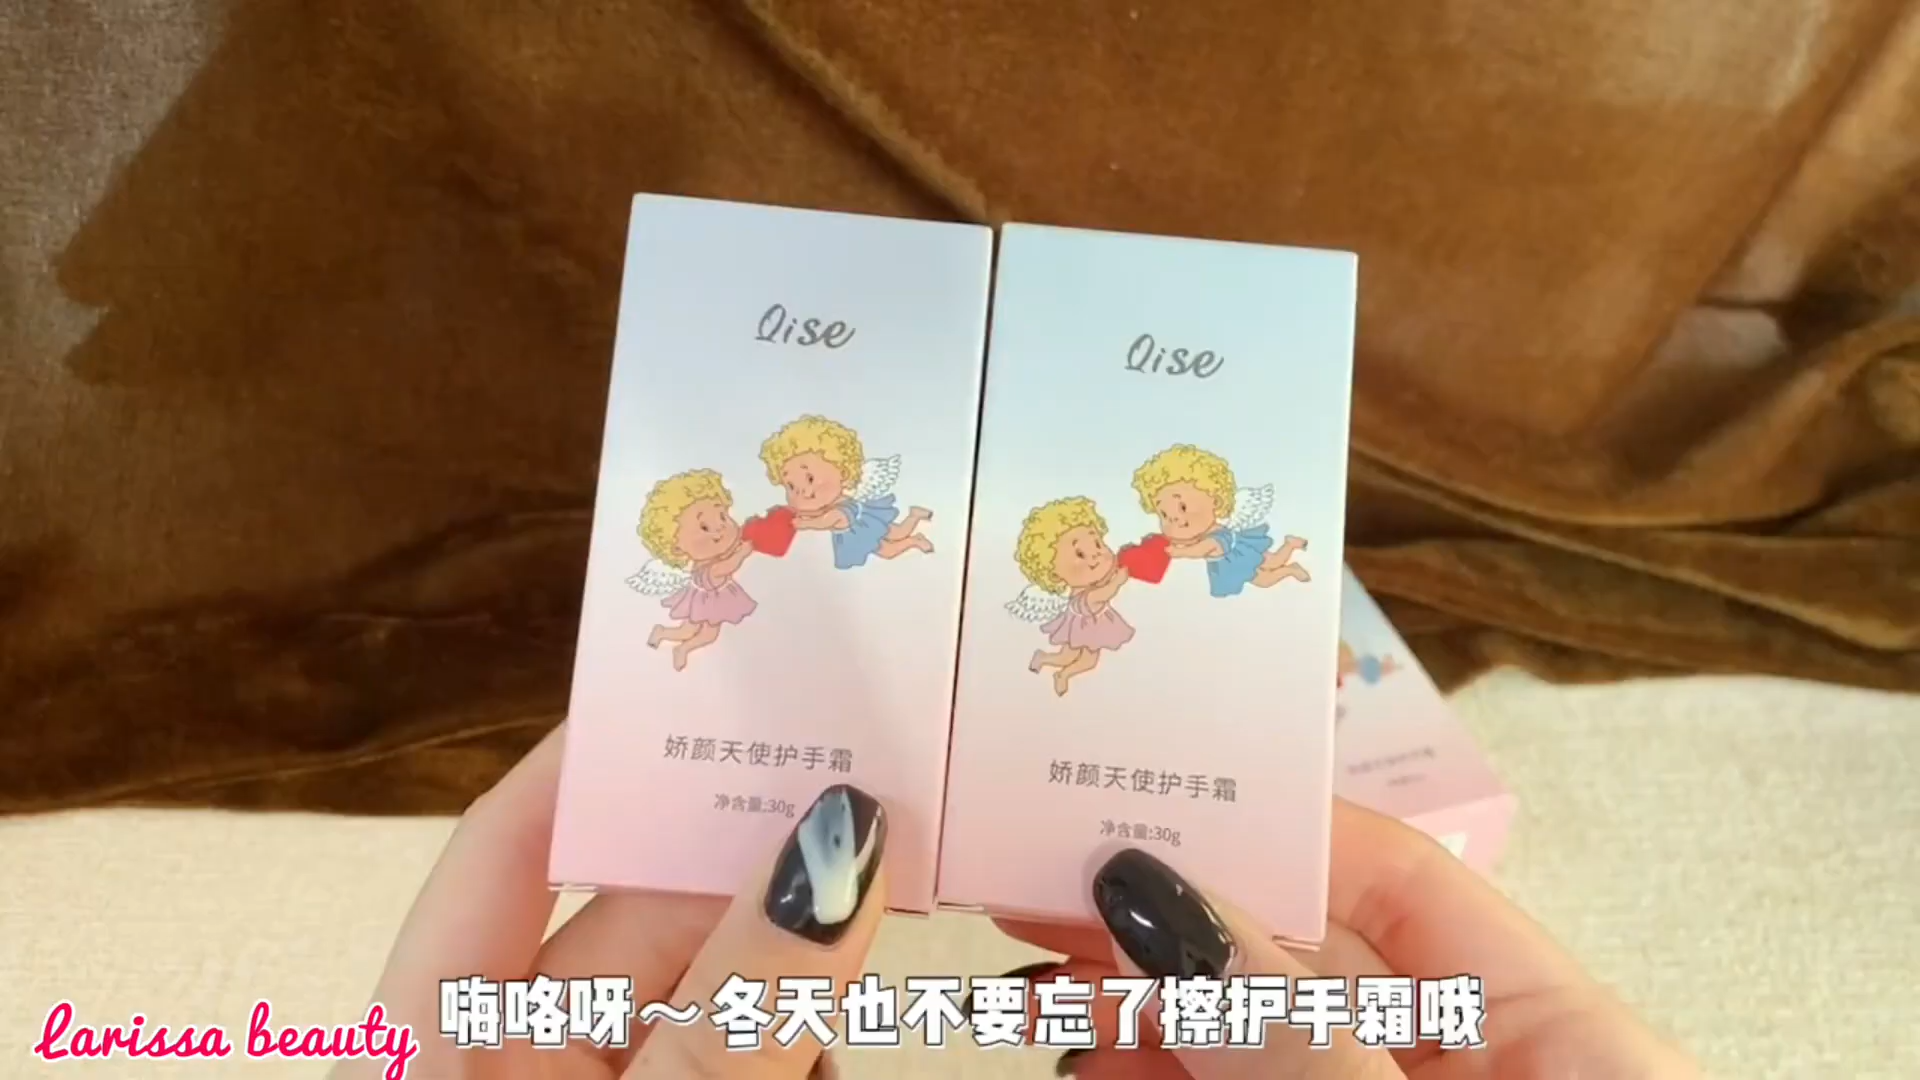 Qise
娇颜天使护手霜
净含量:30g
Qise
娇颜天使护手霜
净含量:30g
嗨咯呀～冬天也不要忘了擦护手霜哦
Larissa beauty